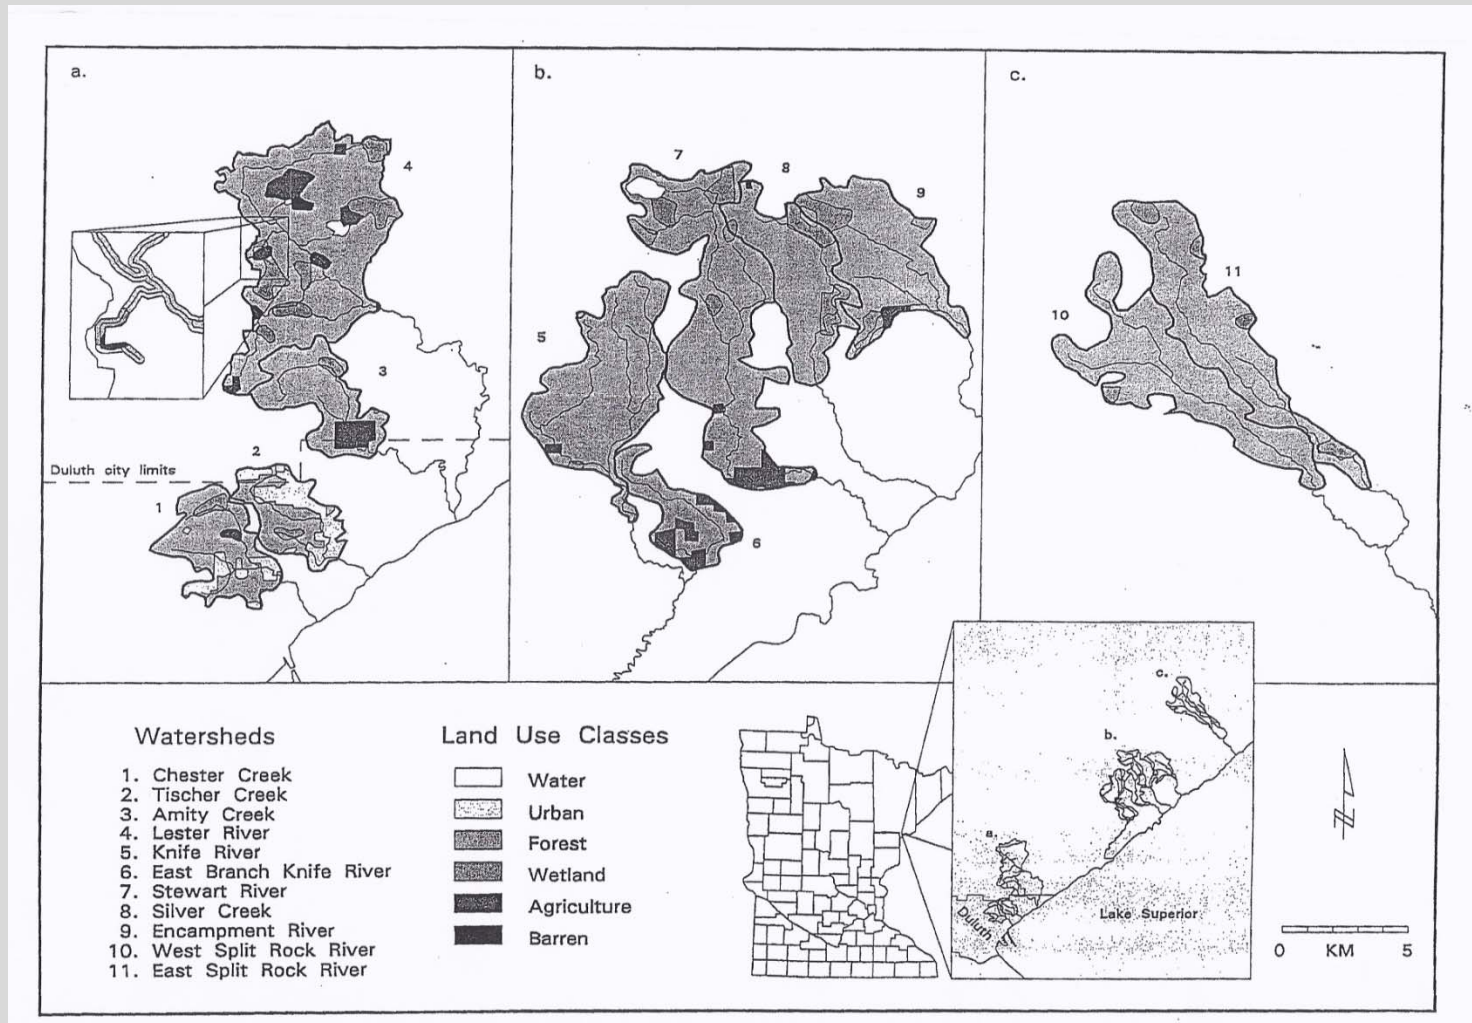 a.
b.
c.
4
7
8
9
11
10
5
3
2
Duluth city limits
1
6
Watersheds
1. Chester Creek
2. Tischer Creek
3. Amity Creek
4. Lester River
5. Knife River
6. East Branch Knife River
7. Stewart River
8. Silver Creek
9. Encampment River
10. West Split Rock River
11. East Split Rock River
Land Use Classes
Water
Urban
Forest
Wetland
Agriculture
Barren
c.
b.
a.
Duluth
Lake Superior
N
0 KM 5